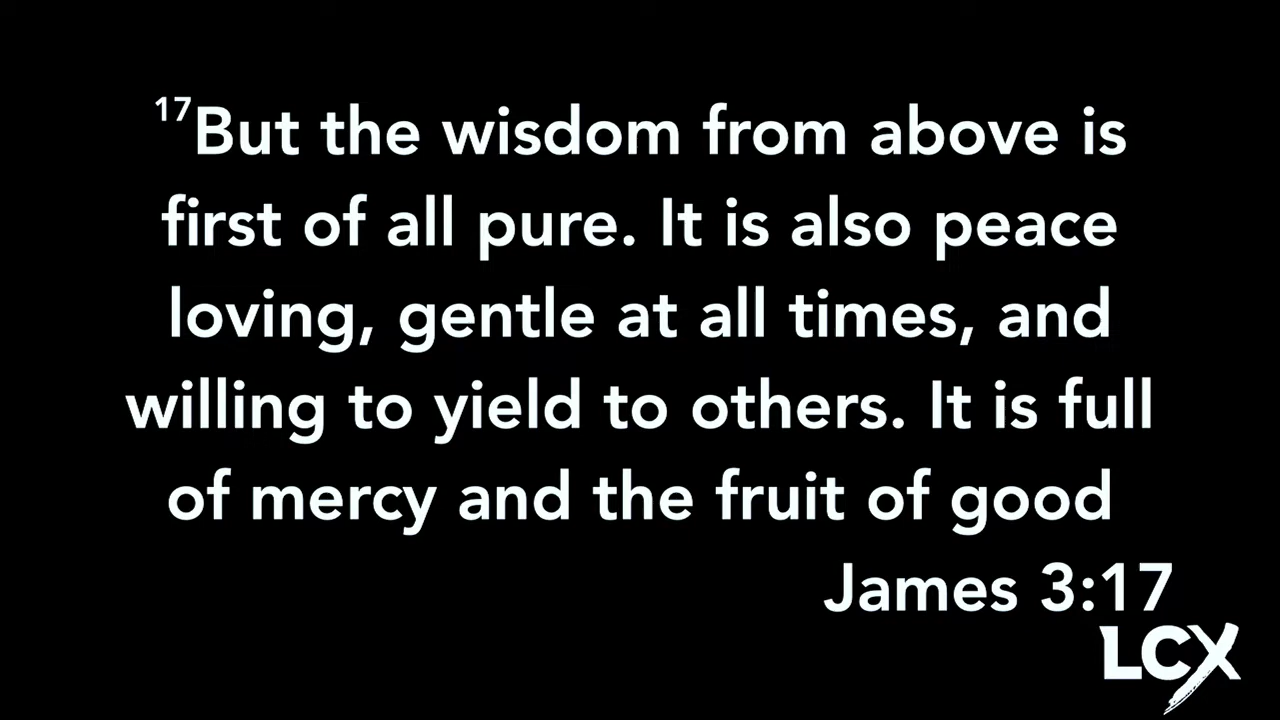 17But the wisdom from above is
first of all pure. It is also peace
loving, gentle at all times, and
willing to yield to others. It is full
of mercy and the fruit of good
James 3:17
LCX